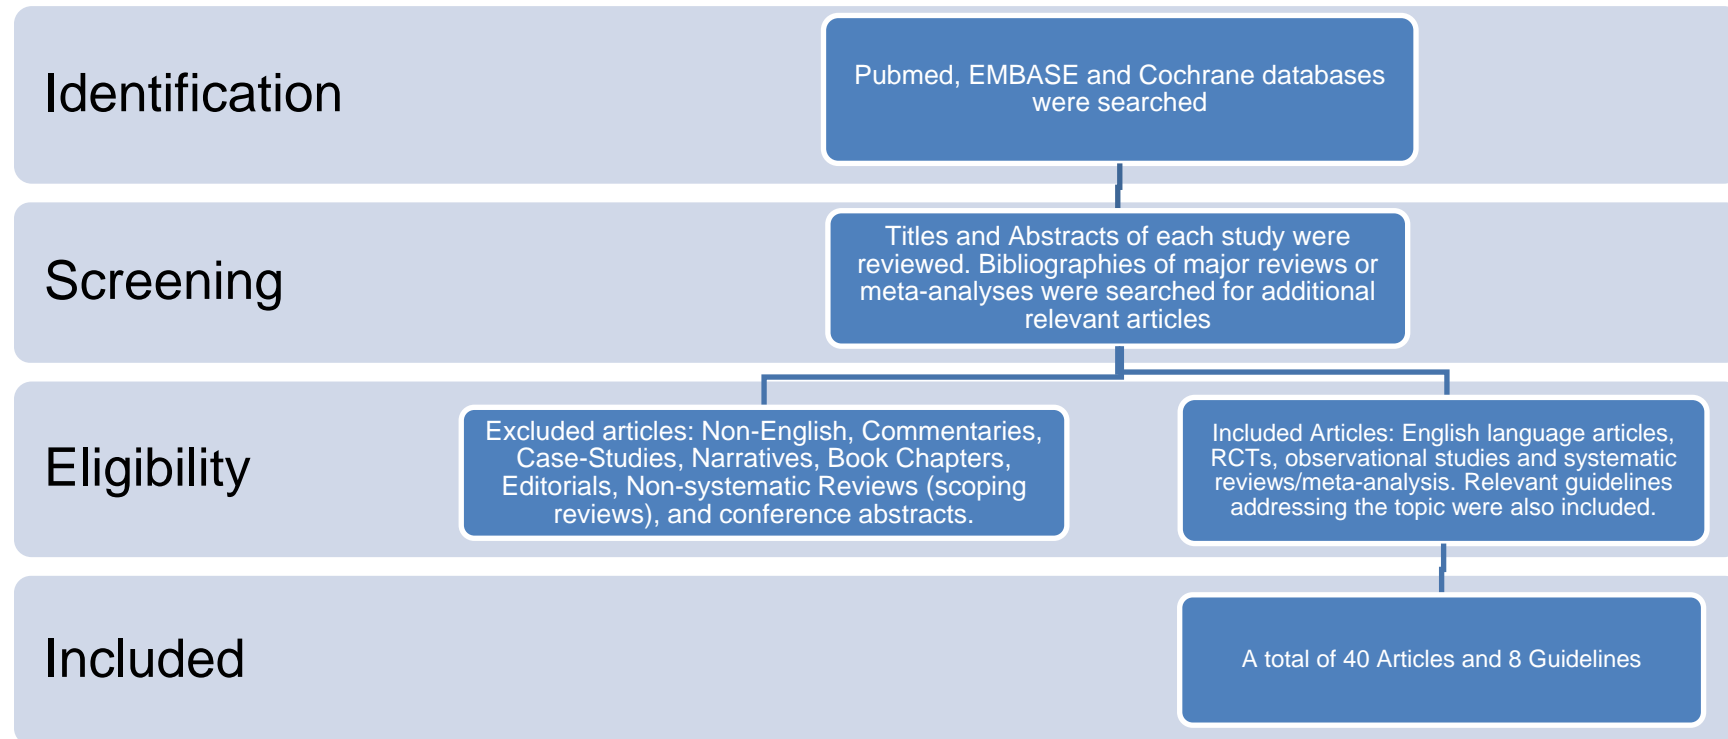 Identification
Pubmed, EMBASE and Cochrane databases
were searched
Screening
Titles and Abstracts of each study were
reviewed. Bibliographies of major reviews or
meta-analyses were searched for additional
relevant articles
Eligibility
Excluded articles: Non-English, Commentaries,
Case-Studies, Narratives, Book Chapters,
Editorials, Non-systematic Reviews (scoping
reviews), and conference abstracts.
Included Articles: English language articles,
RCTs, observational studies and systematic
reviews/meta-analysis. Relevant guidelines
addressing the topic were also included.
Included
A total of 40 Articles and 8 Guidelines